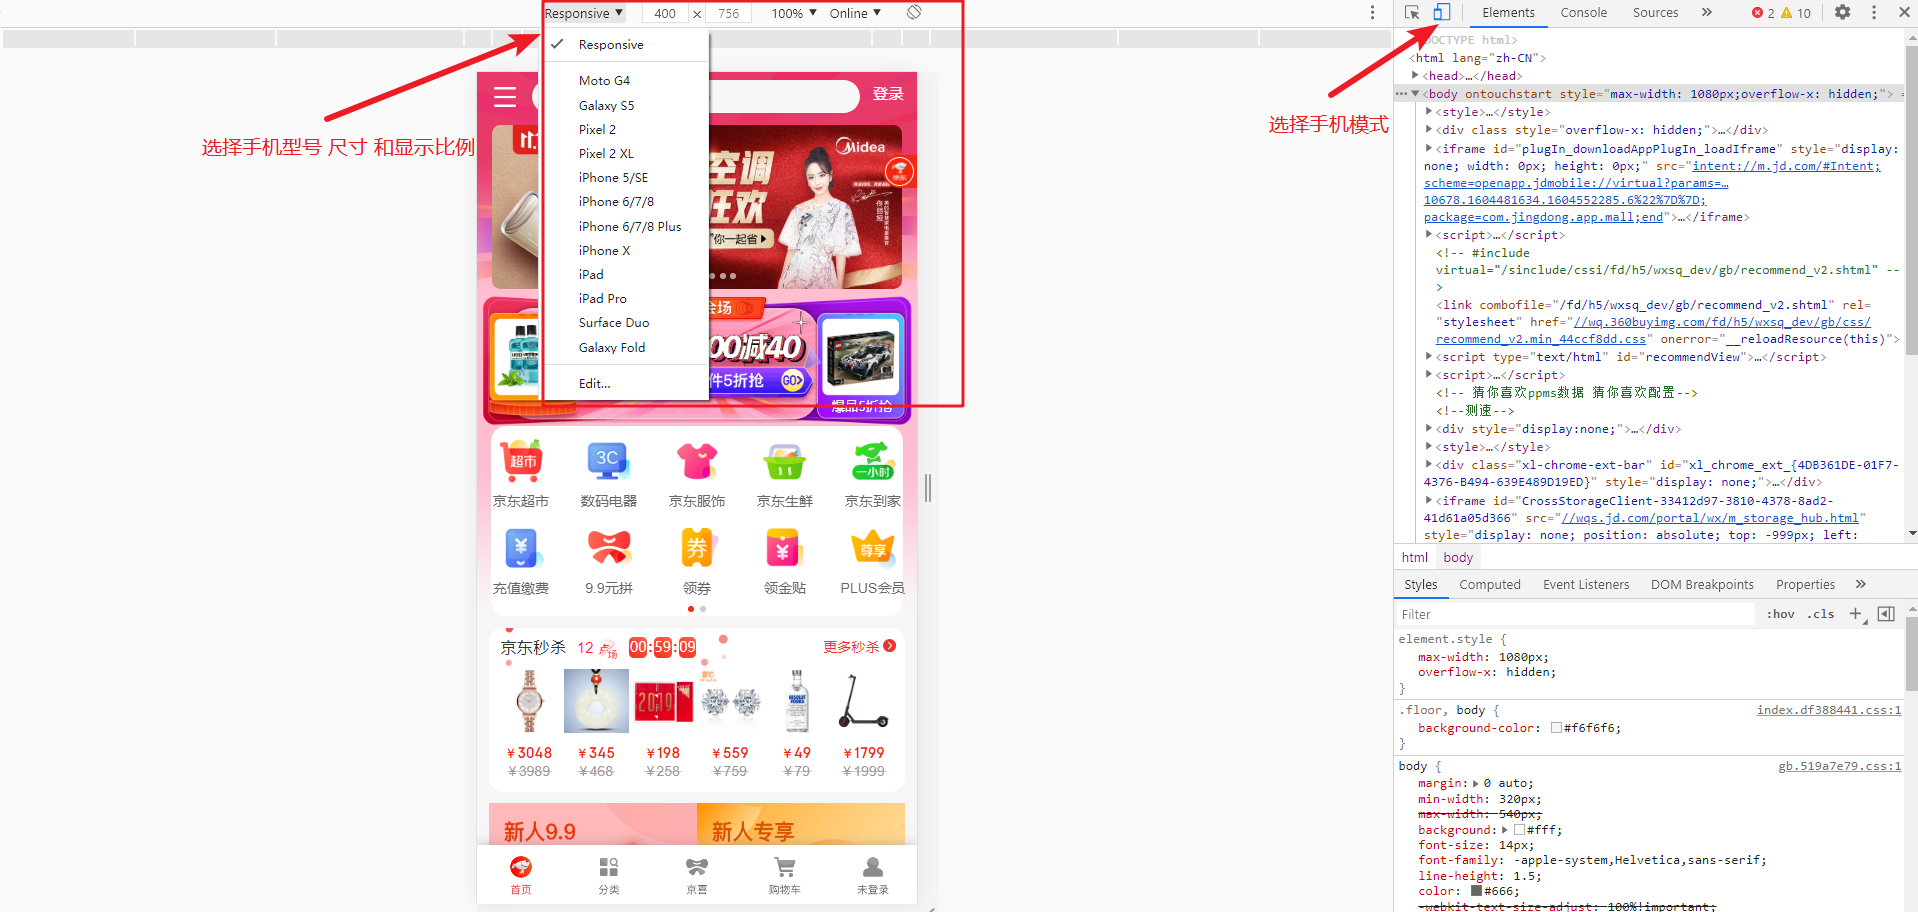 Responsive ▼ 400 × 756 100% ▼ Online ▼
✓ Responsive
Moto G4
Galaxy S5
Pixel 2
Pixel 2 XL
iPhone 5/SE
iPhone 6/7/8
iPhone 6/7/8 Plus
iPhone X
iPad
iPad Pro
Surface Duo
Galaxy Fold
Edit...
选择手机型号 尺寸 和显示比例
选择手机模式
登录
11.
Midea
空调
狂欢
你一起省
京东
会场
00减40
件5折抢 GO>
爆品5折抢
超市 3C 一小时
京东超市 数码电器 京东服饰 京东生鲜 京东到家
¥ 券 ¥ 尊享
充值缴费 9.9元拼 领券 领金贴 PLUS会员
京东秒杀 12 点场 00:59:09 更多秒杀
2019
ABSOLUT VODKA
¥3048 ¥345 ¥198 ¥559 ¥49 ¥1799
¥3989 ¥468 ¥258 ¥759 ¥79 ¥1999
新人9.9 新人专享
首页 分类 京喜 购物车 未登录
Elements Console Sources » 2 10
DOCTYPE html>
<html lang="zh-CN">
<head>…</head>
<body ontouchstart style="max-width: 1080px;overflow-x: hidden;"> =
<style>…</style>
<div class style="overflow-x: hidden;">…</div>
<iframe id="plugIn_downloadAppPlugIn_loadIframe" style="display:
none; width: 0px; height: 0px;" src="intent://m.jd.com/#Intent;
scheme=openapp.jdmobile://virtual?params=…
10678.1604481634.1604552285.6%22%7D%7D;
package=com.jingdong.app.mall;end">…</iframe>
<script>…</script>
<!-- #include
virtual="/sinclude/cssi/fd/h5/wxsq_dev/gb/recommend_v2.shtml" --
>
<link combofile="/fd/h5/wxsq_dev/gb/recommend_v2.shtml" rel=
"stylesheet" href="//wq.360buyimg.com/fd/h5/wxsq_dev/gb/css/
recommend_v2.min_44ccf8dd.css" onerror="__reloadResource(this)">
<script type="text/html" id="recommendView">…</script>
<script>…</script>
<!-- 猜你喜欢ppms数据 猜你喜欢配置-->
<!--测速-->
<div style="display:none;">…</div>
<style>…</style>
<div class="xl-chrome-ext-bar" id="xl_chrome_ext_{4DB361DE-01F7-
4376-B494-639E489D19ED}" style="display: none;">…</div>
<iframe id="CrossStorageClient-33412d97-3810-4378-8ad2-
41d61a05d366" src="//wqs.jd.com/portal/wx/m_storage_hub.html"
style="display: none; position: absolute; top: -999px; left:
html body
Styles Computed Event Listeners DOM Breakpoints Properties »
Filter :hov .cls +
element.style {
max-width: 1080px;
overflow-x: hidden;
}
.floor, body { index.df388441.css:1
background-color: #f6f6f6;
}
body { gb.519a7e79.css:1
margin: 0 auto;
min-width: 320px;
max-width: 540px;
background: #fff;
font-size: 14px;
font-family: -apple-system,Helvetica,sans-serif;
line-height: 1.5;
color: #666;
-webkit-text-size-adjust: 100%!important;